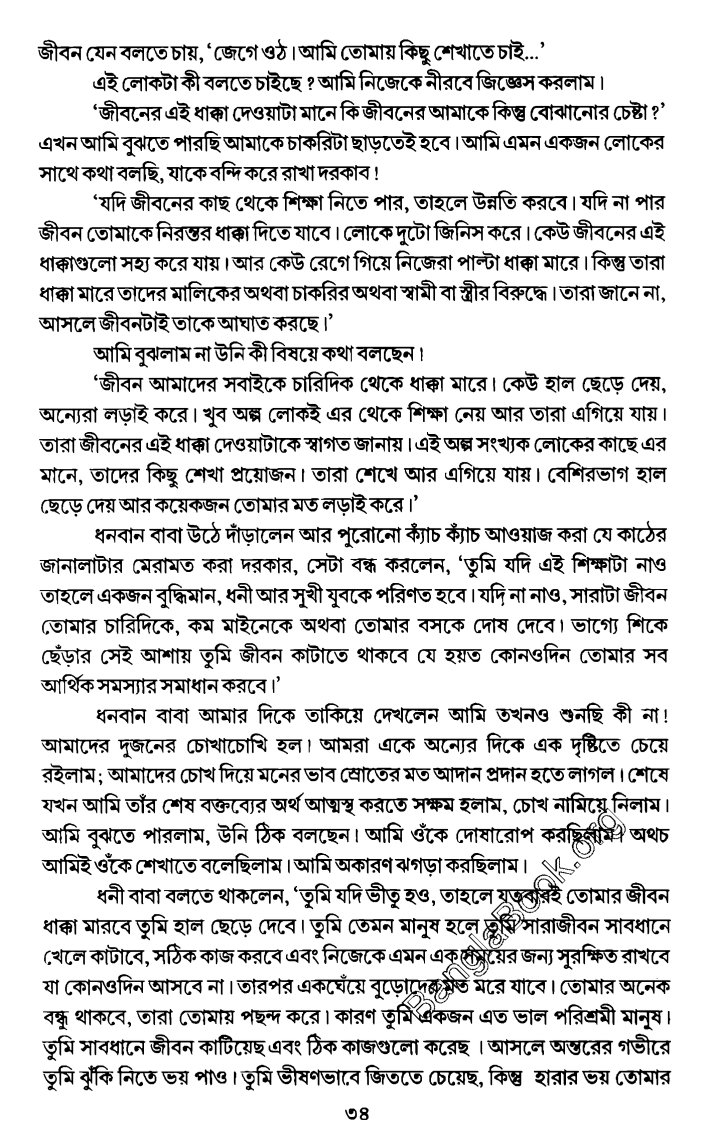 জীবন যেন বলতে চায়, ‘জেগে ওঠ। আমি তোমায় কিছু শেখাতে চাই...’
এই লোকটা কী বলতে চাইছে ? আমি নিজেকে নীরবে জিজ্ঞেস করলাম।
‘জীবনের এই ধাক্কা দেওয়াটা মানে কি জীবনের আমাকে কিন্তু বোঝানোর চেষ্টা ?’
এখন আমি বুঝতে পারছি আমাকে চাকরিটা ছাড়তেই হবে। আমি এমন একজন লোকের
সাথে কথা বলছি, যাকে বন্দি করে রাখা দরকাব !
‘যদি জীবনের কাছ থেকে শিক্ষা নিতে পার, তাহলে উন্নতি করবে। যদি না পার
জীবন তোমাকে নিরন্তর ধাক্কা দিতে যাবে। লোকে দুটো জিনিস করে। কেউ জীবনের এই
ধাক্কাগুলো সহ্য করে যায়। আর কেউ রেগে গিয়ে নিজেরা পাল্টা ধাক্কা মারে। কিন্তু তারা
ধাক্কা মারে তাদের মালিকের অথবা চাকরির অথবা স্বামী বা স্ত্রীর বিরুদ্ধে। তারা জানে না,
আসলে জীবনটাই তাকে আঘাত করছে।’
আমি বুঝলাম না উনি কী বিষয়ে কথা বলছেন।
‘জীবন আমাদের সবাইকে চারিদিক থেকে ধাক্কা মারে। কেউ হাল ছেড়ে দেয়,
অন্যেরা লড়াই করে। খুব অল্প লোকই এর থেকে শিক্ষা নেয় আর তারা এগিয়ে যায়।
তারা জীবনের এই ধাক্কা দেওয়াটাকে স্বাগত জানায়। এই অল্প সংখ্যক লোকের কাছে এর
মানে, তাদের কিছু শেখা প্রয়োজন। তারা শেখে আর এগিয়ে যায়। বেশিরভাগ হাল
ছেড়ে দেয় আর কয়েকজন তোমার মত লড়াই করে।’
ধনবান বাবা উঠে দাঁড়ালেন আর পুরোনো ক্যাঁচ ক্যাঁচ আওয়াজ করা যে কাঠের
জানালাটার মেরামত করা দরকার, সেটা বন্ধ করলেন, ‘তুমি যদি এই শিক্ষাটা নাও
তাহলে একজন বুদ্ধিমান, ধনী আর সুখী যুবকে পরিণত হবে। যদি না নাও, সারাটা জীবন
তোমার চারিদিকে, কম মাইনেকে অথবা তোমার বসকে দোষ দেবে। ভাগ্যে শিকে
ছেঁড়ার সেই আশায় তুমি জীবন কাটাতে থাকবে যে হয়ত কোনওদিন তোমার সব
আর্থিক সমস্যার সমাধান করবে।’
ধনবান বাবা আমার দিকে তাকিয়ে দেখলেন আমি তখনও শুনছি কী না!
আমাদের দুজনের চোখাচোখি হল। আমরা একে অন্যের দিকে এক দৃষ্টিতে চেয়ে
রইলাম; আমাদের চোখ দিয়ে মনের ভাব স্রোতের মত আদান প্রদান হতে লাগল। শেষে
যখন আমি তাঁর শেষ বক্তব্যের অর্থ আত্মস্থ করতে সক্ষম হলাম, চোখ নামিয়ে নিলাম।
আমি বুঝতে পারলাম, উনি ঠিক বলছেন। আমি ওঁকে দোষারোপ করছিলাম। অথচ
আমিই ওঁকে শেখাতে বলেছিলাম। আমি অকারণ ঝগড়া করছিলাম।
ধনী বাবা বলতে থাকলেন, ‘তুমি যদি ভীতু হও, তাহলে যতবারই তোমার জীবন
ধাক্কা মারবে তুমি হাল ছেড়ে দেবে। তুমি তেমন মানুষ হলে তুমি সারাজীবন সাবধানে
খেলে কাটাবে, সঠিক কাজ করবে এবং নিজেকে এমন এক সময়ের জন্য সুরক্ষিত রাখবে
যা কোনওদিন আসবে না। তারপর একঘেঁয়ে বুড়োদের মত মরে যাবে। তোমার অনেক
বন্ধু থাকবে, তারা তোমায় পছন্দ করে। কারণ তুমি একজন এত ভাল পরিশ্রমী মানুষ।
তুমি সাবধানে জীবন কাটিয়েছ এবং ঠিক কাজগুলো করেছ । আসলে অন্তরের গভীরে
তুমি ঝুঁকি নিতে ভয় পাও। তুমি ভীষণভাবে জিততে চেয়েছ, কিন্তু হারার ভয় তোমার
৩৪
BanglaBook.org